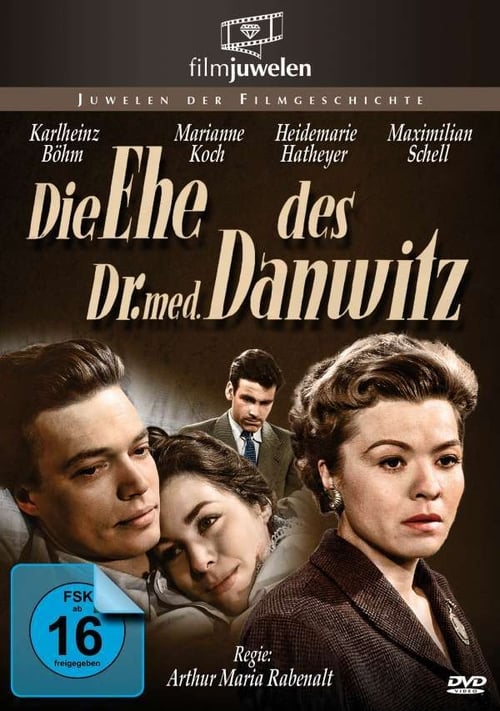 filmjuwelen
JUWELEN DER FILMGESCHICHTE
Karlheinz Böhm
Marianne Koch
Heidemarie Hatheyer
Maximilian Schell
Die Ehe des
Dr. med. Danwitz
FSK
ab
16
freigegeben
Regie:
Arthur Maria Rabenalt
DVD
VIDEO